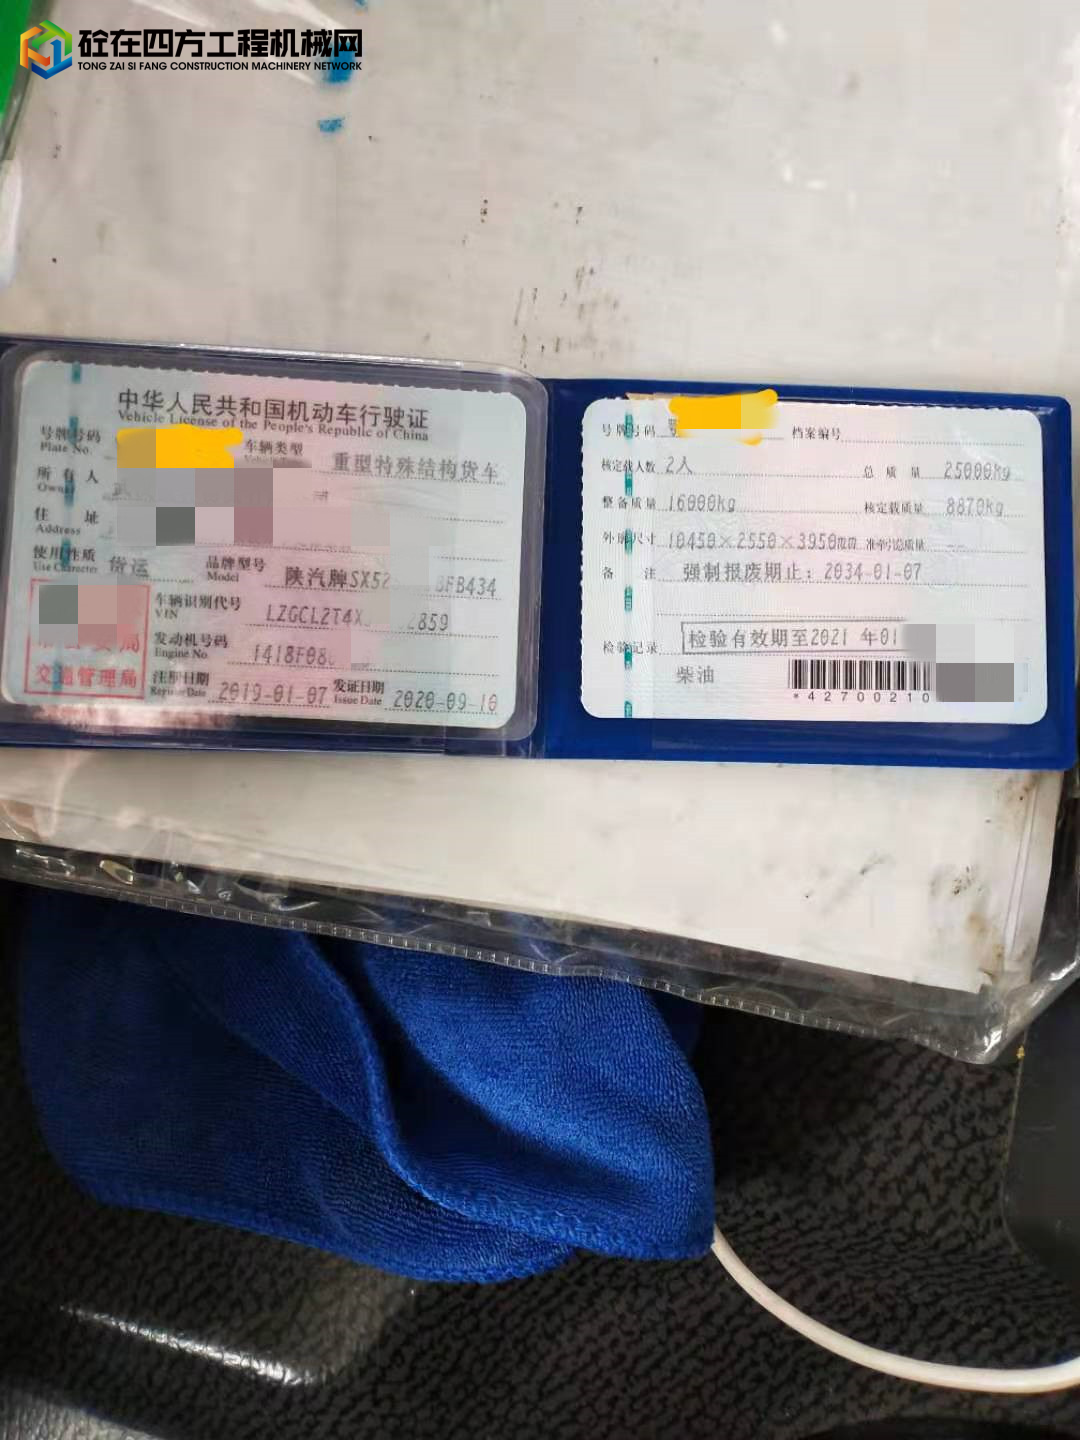 砼在四方工程机械网
TONG ZAI SI FANG CONSTRUCTION MACHINERY NETWORK
中华人民共和国机动车行驶证
Vehicle License of the People's Republic of China
号牌号码
Plate No.
车辆类型
重型特殊结构货车
所有人
Owner
住址
Address
使用性质
Use Character
货运
品牌型号
Model
陕汽牌SX52 BFB434
车辆识别代号
VIN
LZGCL2T4X 2859
发动机号码
Engine No.
1418F08
交通管理局
注册日期
Register Date
2019-01-07
发证日期
Issue Date
2020-09-10
号牌号码
档案编号
核定载人数 2人
总质量 25000kg
整备质量 16000kg
核定载质量 8870kg
外廓尺寸 10450×2550×3950毫米 准牵引总质量 --
备注 强制报废期止：2034-01-07
检验记录 检验有效期至2021 年01
柴油
*42700210